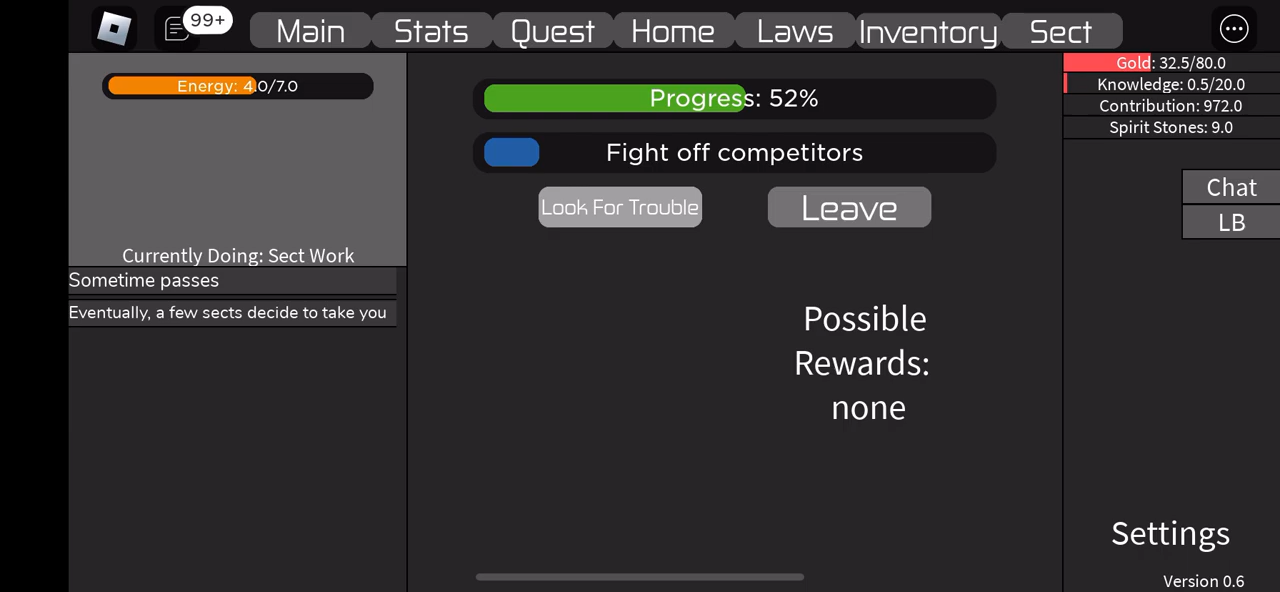 99+
Main Stats Quest Home Laws Inventory Sect
Energy: 4.0/7.0
Currently Doing: Sect Work
Sometime passes
Eventually, a few sects decide to take you
Progress: 52%
Fight off competitors
Look For Trouble Leave
Possible
Rewards:
none
Gold: 32.5/80.0
Knowledge: 0.5/20.0
Contribution: 972.0
Spirit Stones: 9.0
Chat
LB
Settings
Version 0.6